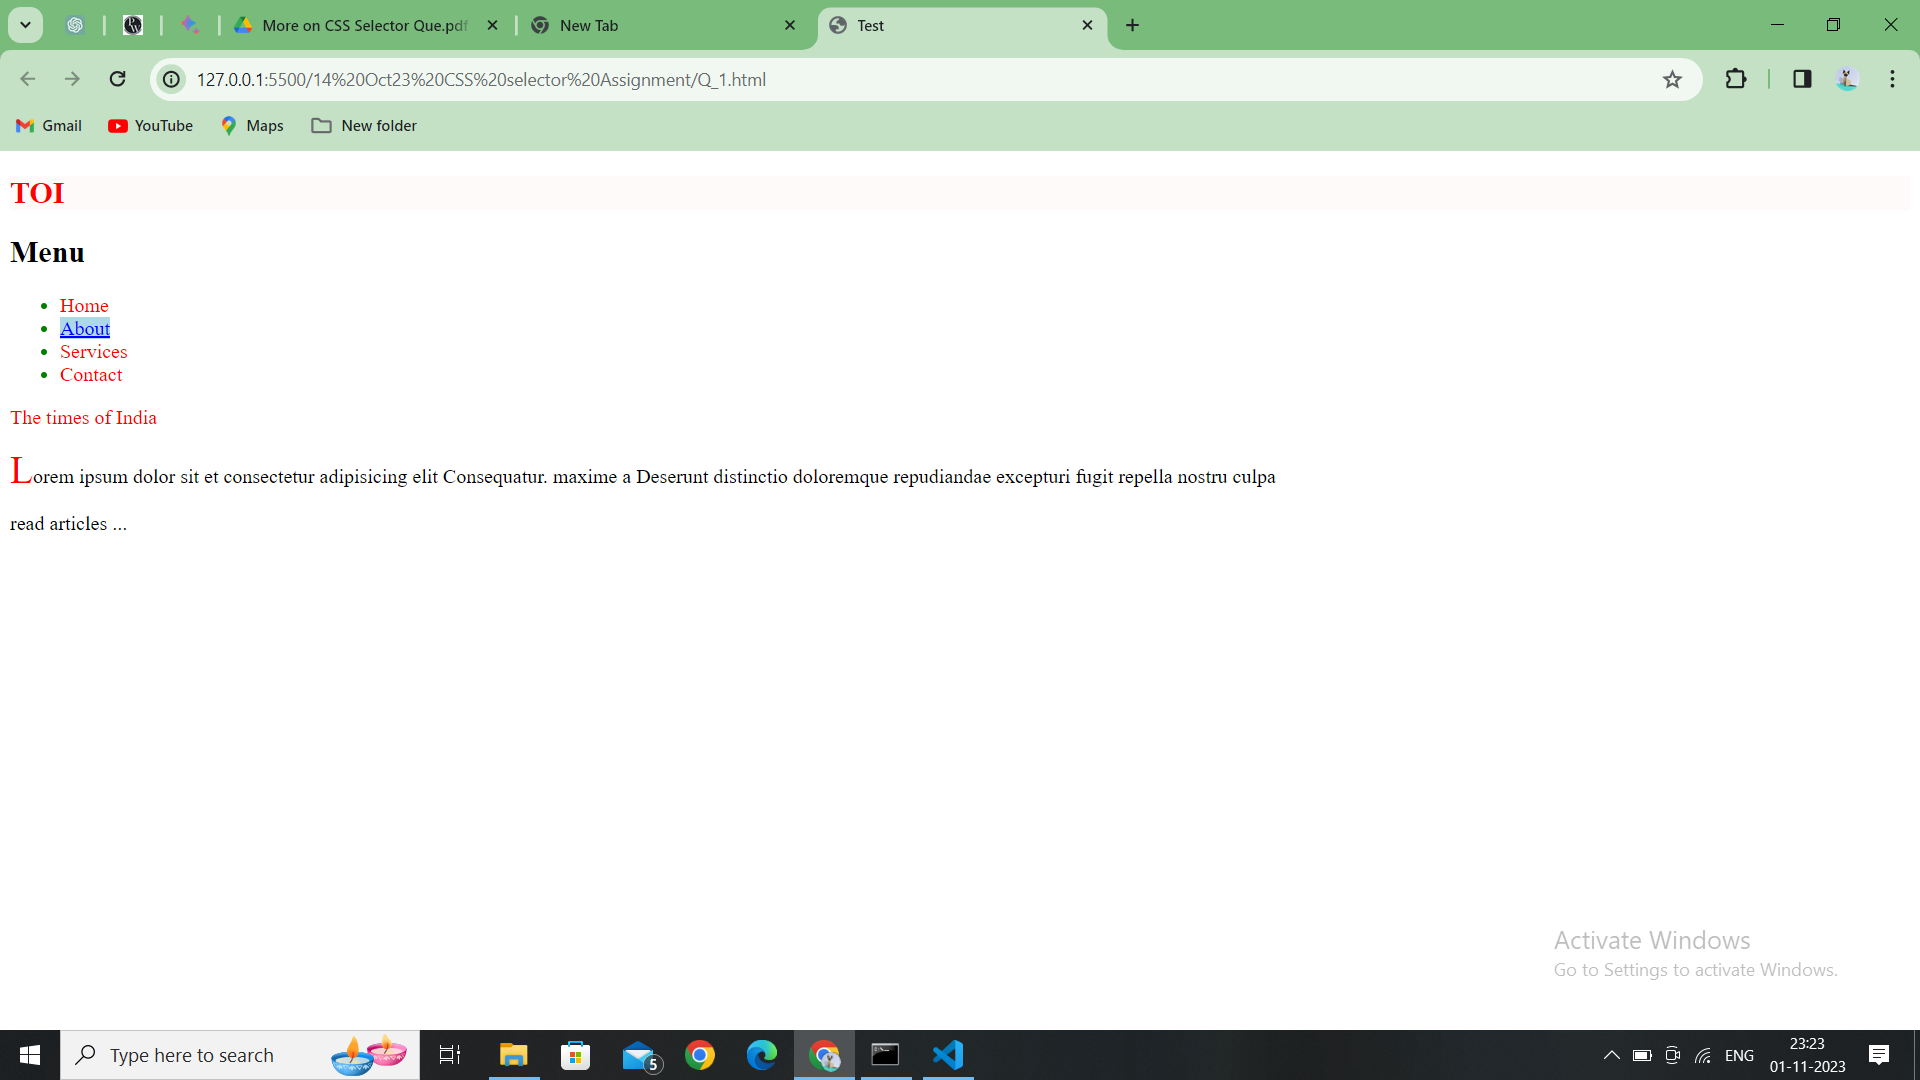 More on CSS Selector Que.pdf
New Tab
Test
127.0.0.1:5500/14%20Oct23%20CSS%20selector%20Assignment/Q_1.html
Gmail YouTube Maps New folder
TOI
Menu
Home
About
Services
Contact
The times of India
Lorem ipsum dolor sit et consectetur adipisicing elit Consequatur. maxime a Deserunt distinctio doloremque repudiandae excepturi fugit repella nostru culpa
read articles ...
Activate Windows
Go to Settings to activate Windows.
Type here to search
5
ENG
23:23
01-11-2023